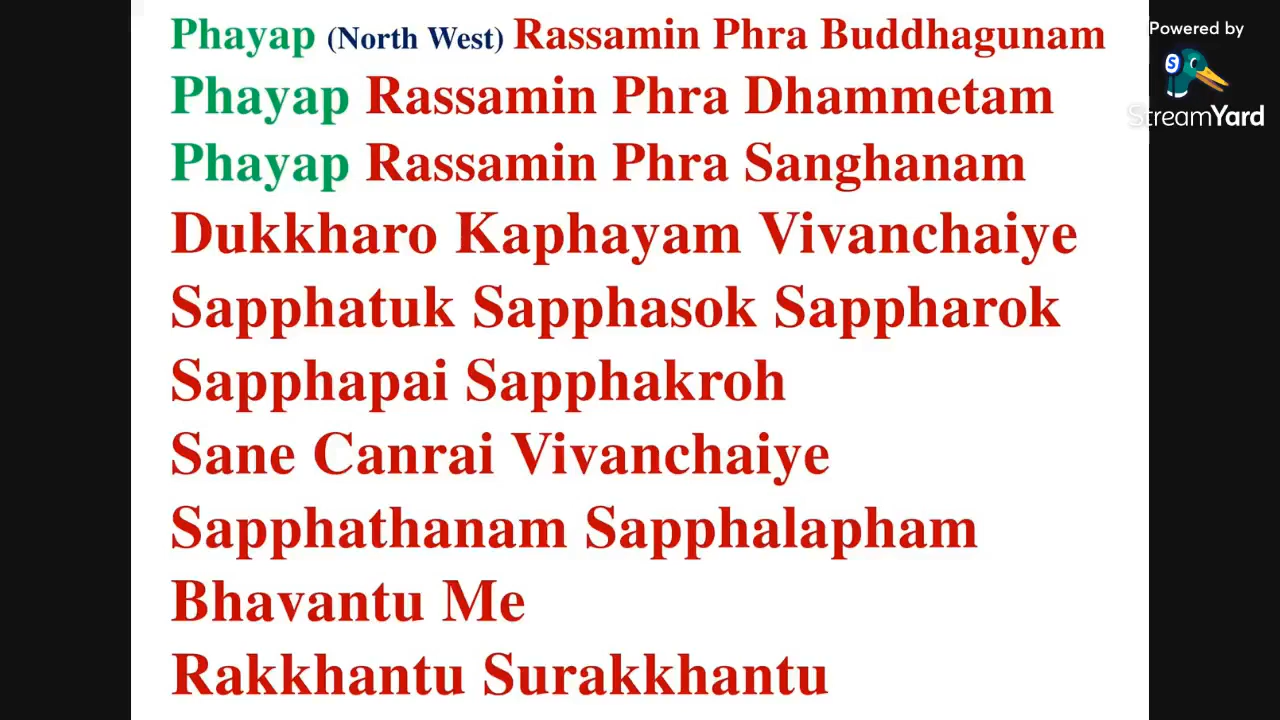 Phayap (North West) Rassamin Phra Buddhagunam
Phayap Rassamin Phra Dhammetam
Phayap Rassamin Phra Sanghanam
Dukkharo Kaphayam Vivanchaiye
Sapphatuk Sapphasok Sappharok
Sapphapai Sapphakroh
Sane Canrai Vivanchaiye
Sapphathanam Sapphalapham
Bhavantu Me
Rakkhantu Surakkhantu
Powered by
S
StreamYard